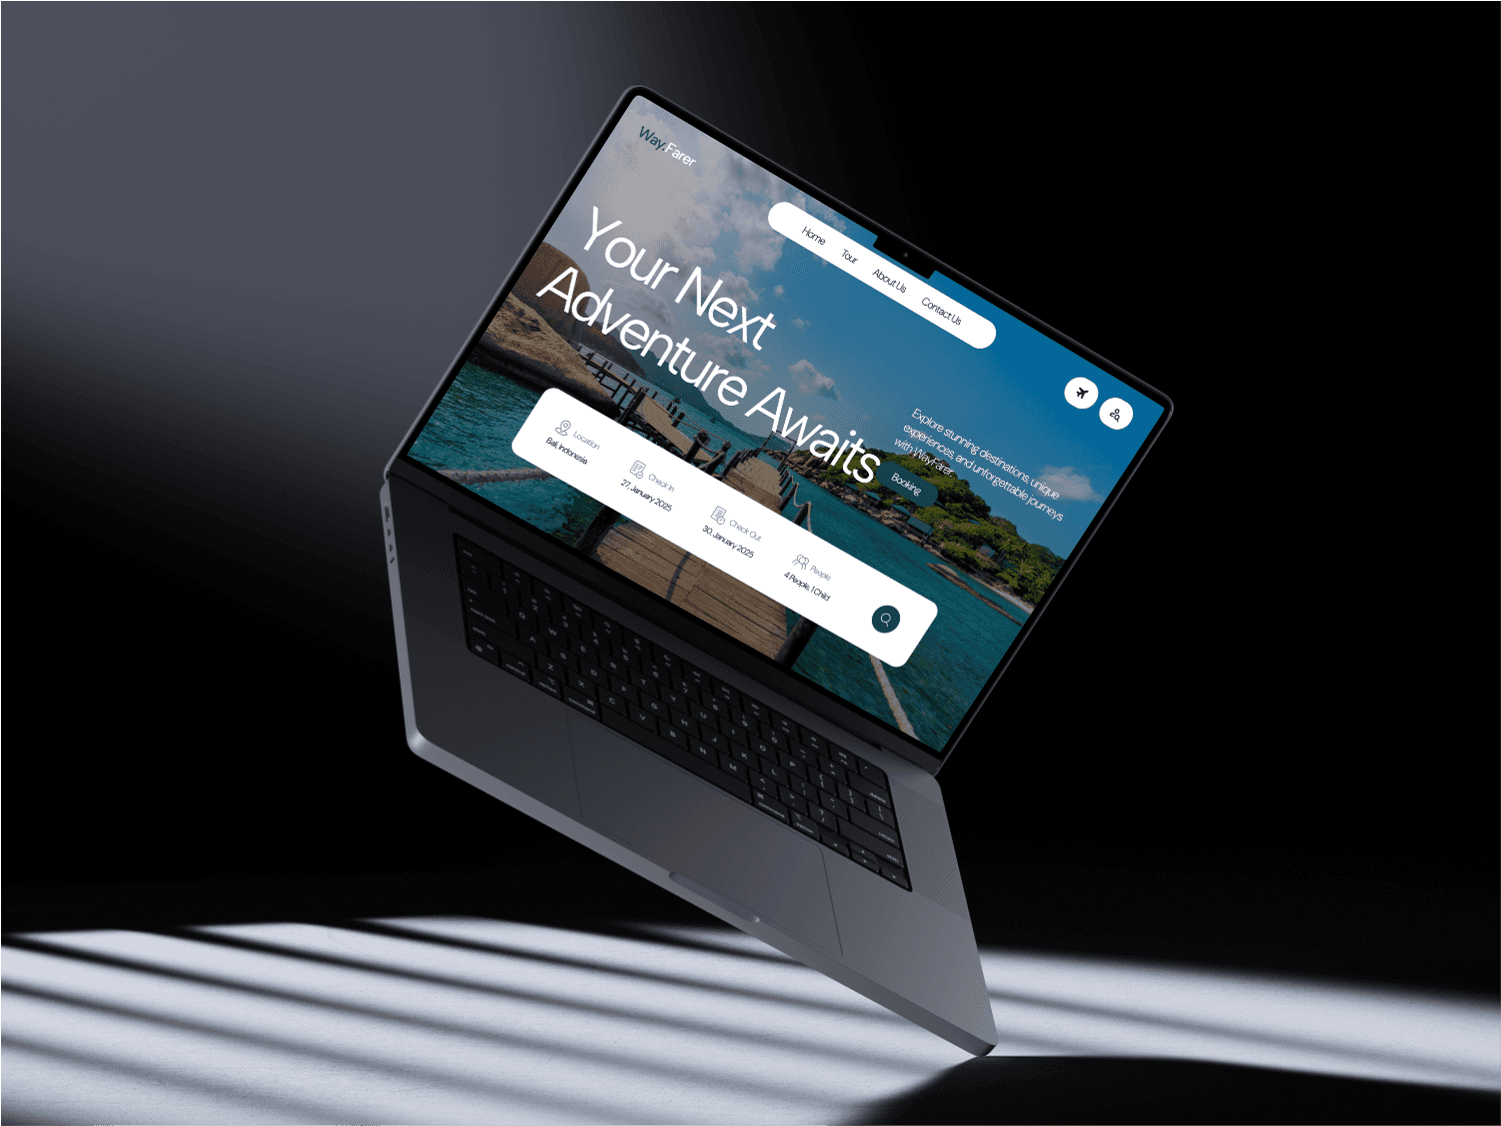 Way.Farer
Home
Tour
About Us
Contact Us
Your Next
Adventure Awaits
Explore stunning destinations, unique
experiences, and unforgettable journeys
with WayFarer.
Booking
Location
Bali, Indonesia
Check In
27, January 2025
Check Out
30, January 2025
People
4 People, 1 Child